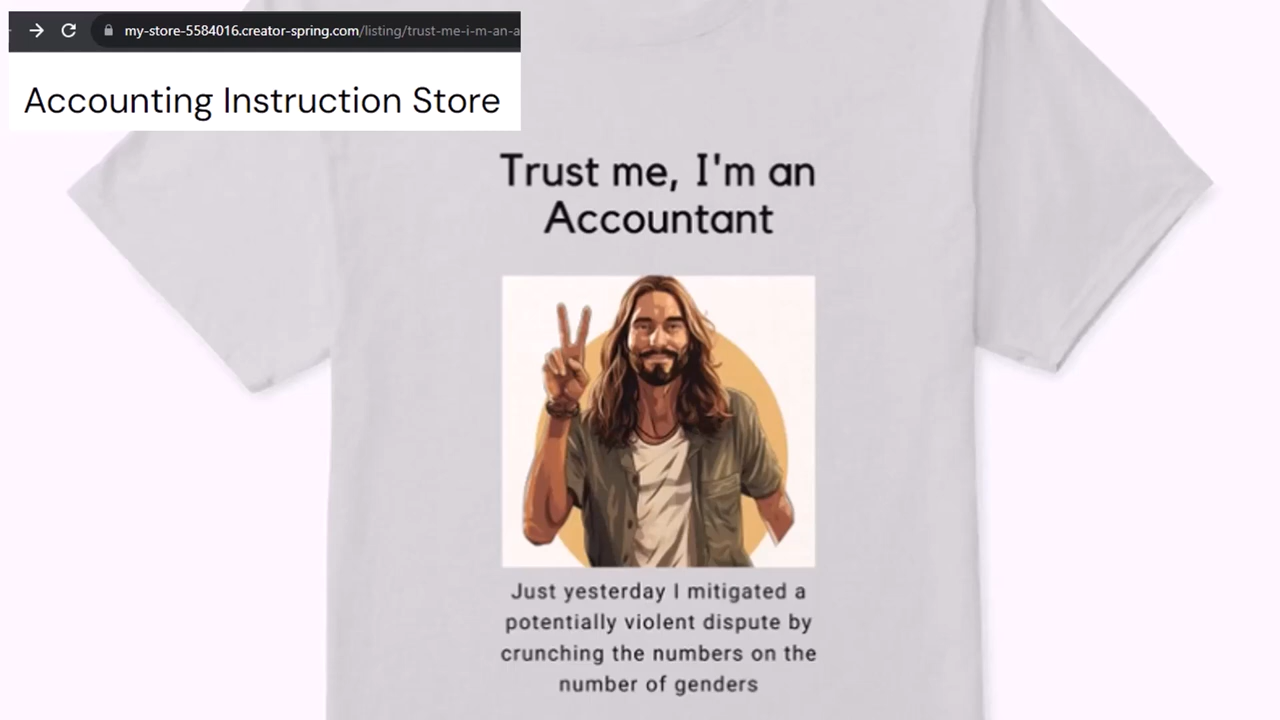 my-store-5584016.creator-spring.com/listing/trust-me-i-m-an-a
Accounting Instruction Store
Trust me, I'm an
Accountant
Just yesterday I mitigated a
potentially violent dispute by
crunching the numbers on the
number of genders